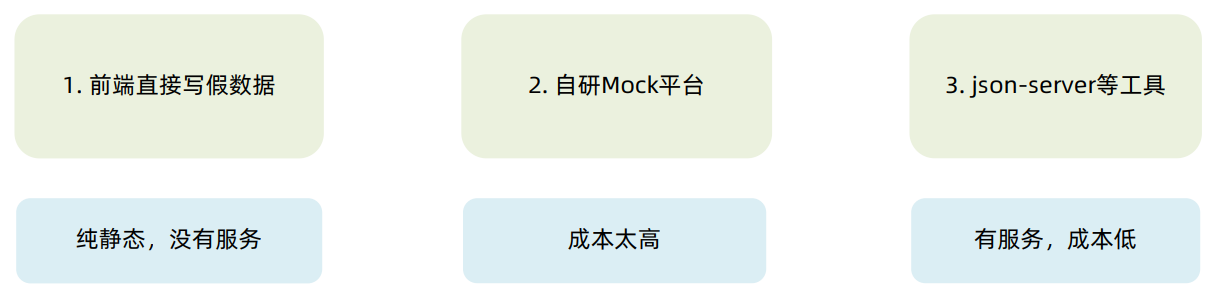 1. 前端直接写假数据
2. 自研Mock平台
3. json-server等工具
纯静态，没有服务
成本太高
有服务，成本低